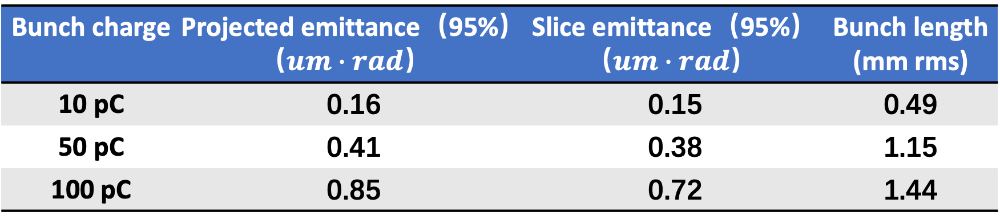 Bunch charge Projected emittance （95%） Slice emittance （95%） Bunch length
(um · rad) (um · rad) (mm rms)
10 pC 0.16 0.15 0.49
50 pC 0.41 0.38 1.15
100 pC 0.85 0.72 1.44